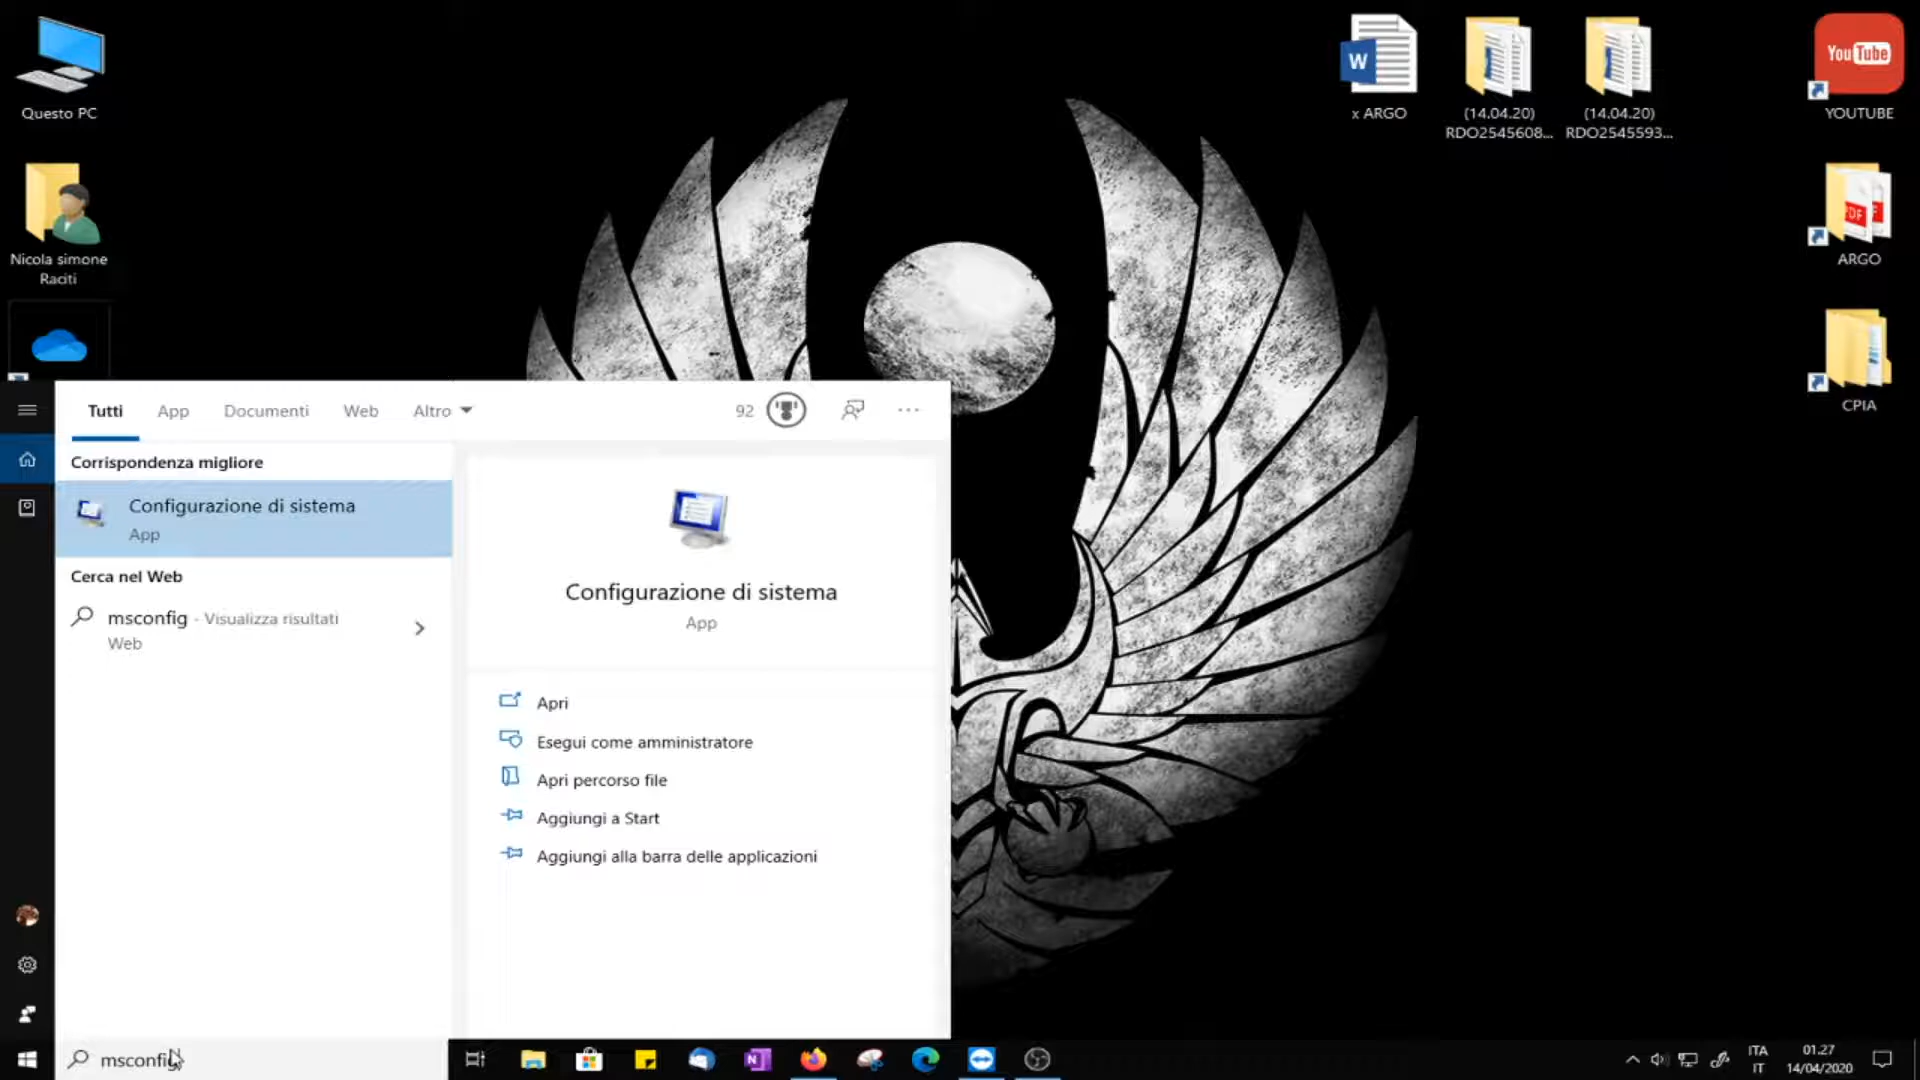 Questo PC
Nicola simone
Raciti
W
x ARGO
(14.04.20)
RDO2545608...
(14.04.20)
RDO2545593...
YouTube
YOUTUBE
PDF
ARGO
CPIA
Tutti
App
Documenti
Web
Altro
92
Corrispondenza migliore
Configurazione di sistema
App
Cerca nel Web
msconfig - Visualizza risultati
Web
Configurazione di sistema
App
Apri
Esegui come amministratore
Apri percorso file
Aggiungi a Start
Aggiungi alla barra delle applicazioni
msconfig
N
ITA
IT
01.27
14/04/2020